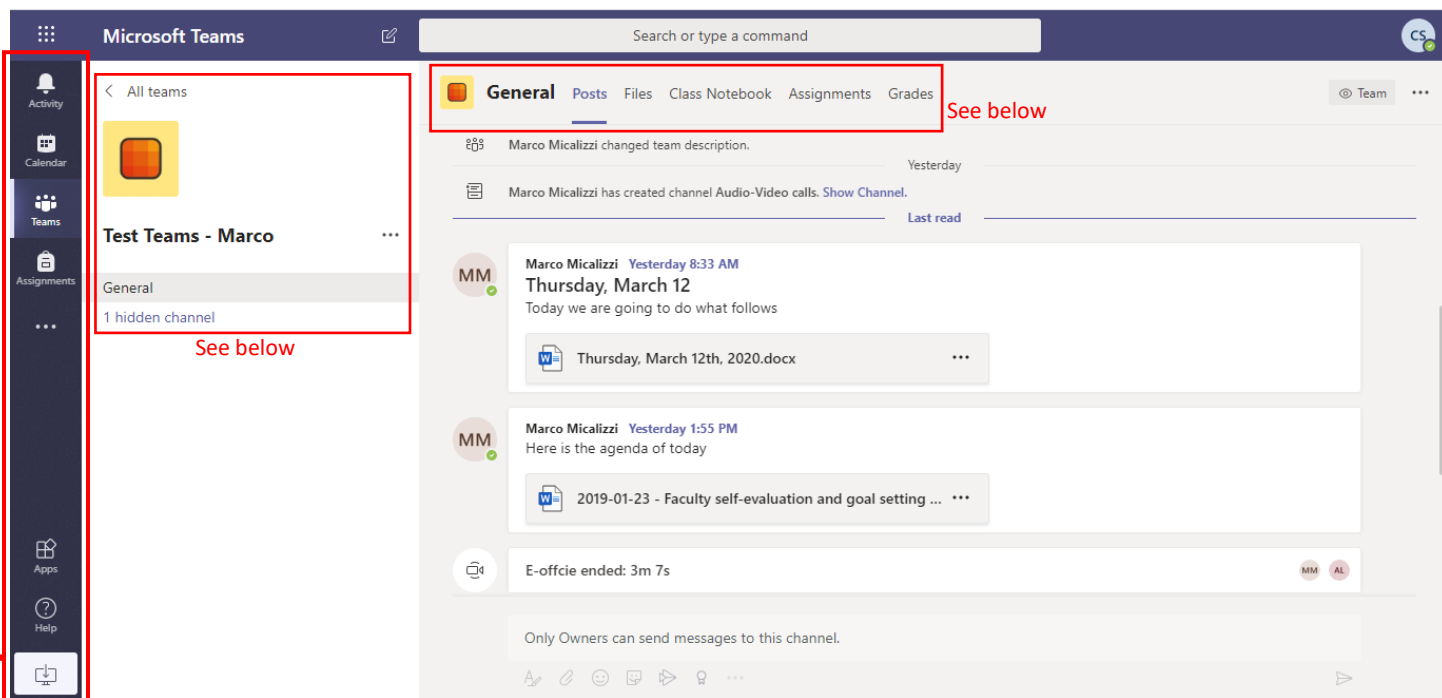 Microsoft Teams
Search or type a command
CS
Activity
Calendar
Teams
Assignments
Apps
Help
All teams
Test Teams - Marco
General
1 hidden channel
See below
General Posts Files Class Notebook Assignments Grades
See below
Team
Marco Micalizzi changed team description.
Yesterday
Marco Micalizzi has created channel Audio-Video calls. Show Channel.
Last read
MM
Marco Micalizzi Yesterday 8:33 AM
Thursday, March 12
Today we are going to do what follows
Thursday, March 12th, 2020.docx
MM
Marco Micalizzi Yesterday 1:55 PM
Here is the agenda of today
2019-01-23 - Faculty self-evaluation and goal setting ...
E-offcie ended: 3m 7s
MM AL
Only Owners can send messages to this channel.